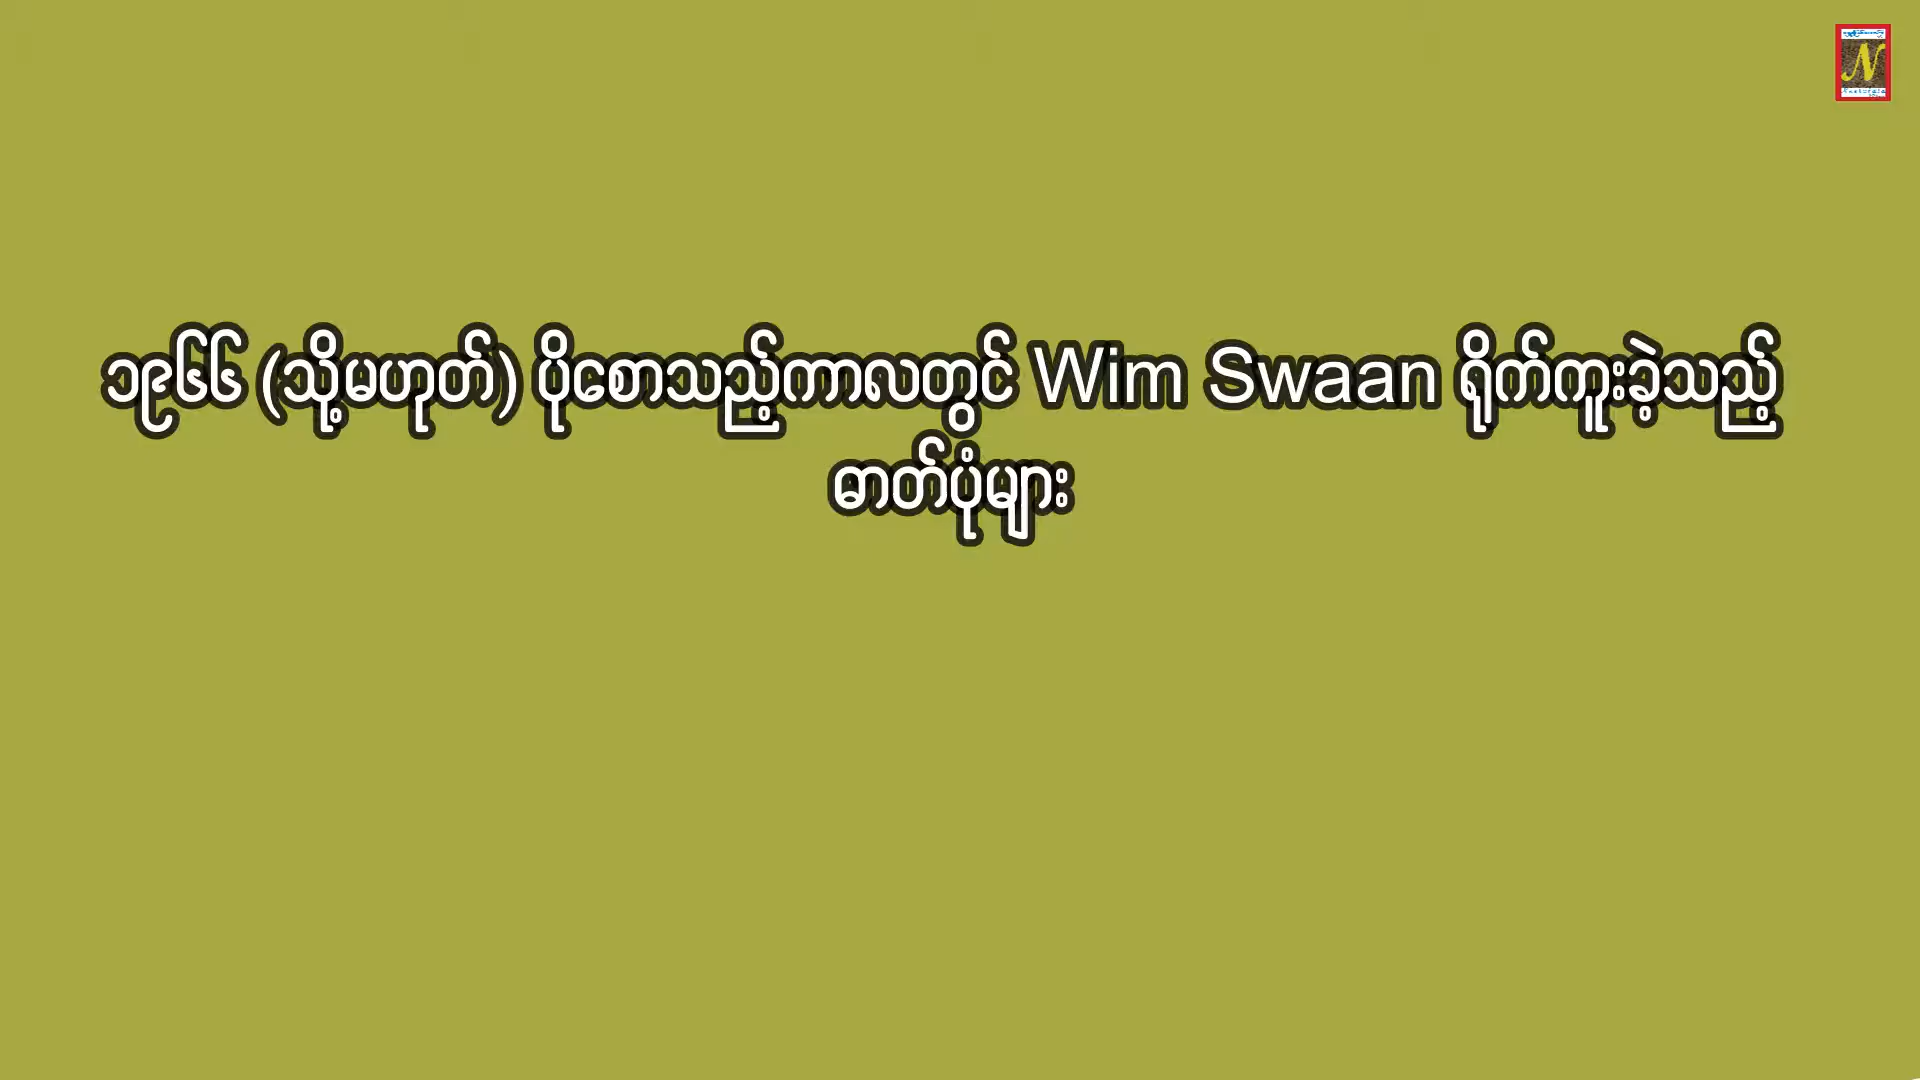 ၁၉၆၆ (သို့မဟုတ်) ပိုစောသည့်ကာလတွင် Wim Swaan ရိုက်ကူးခဲ့သည့်
ဓာတ်ပုံများ
N